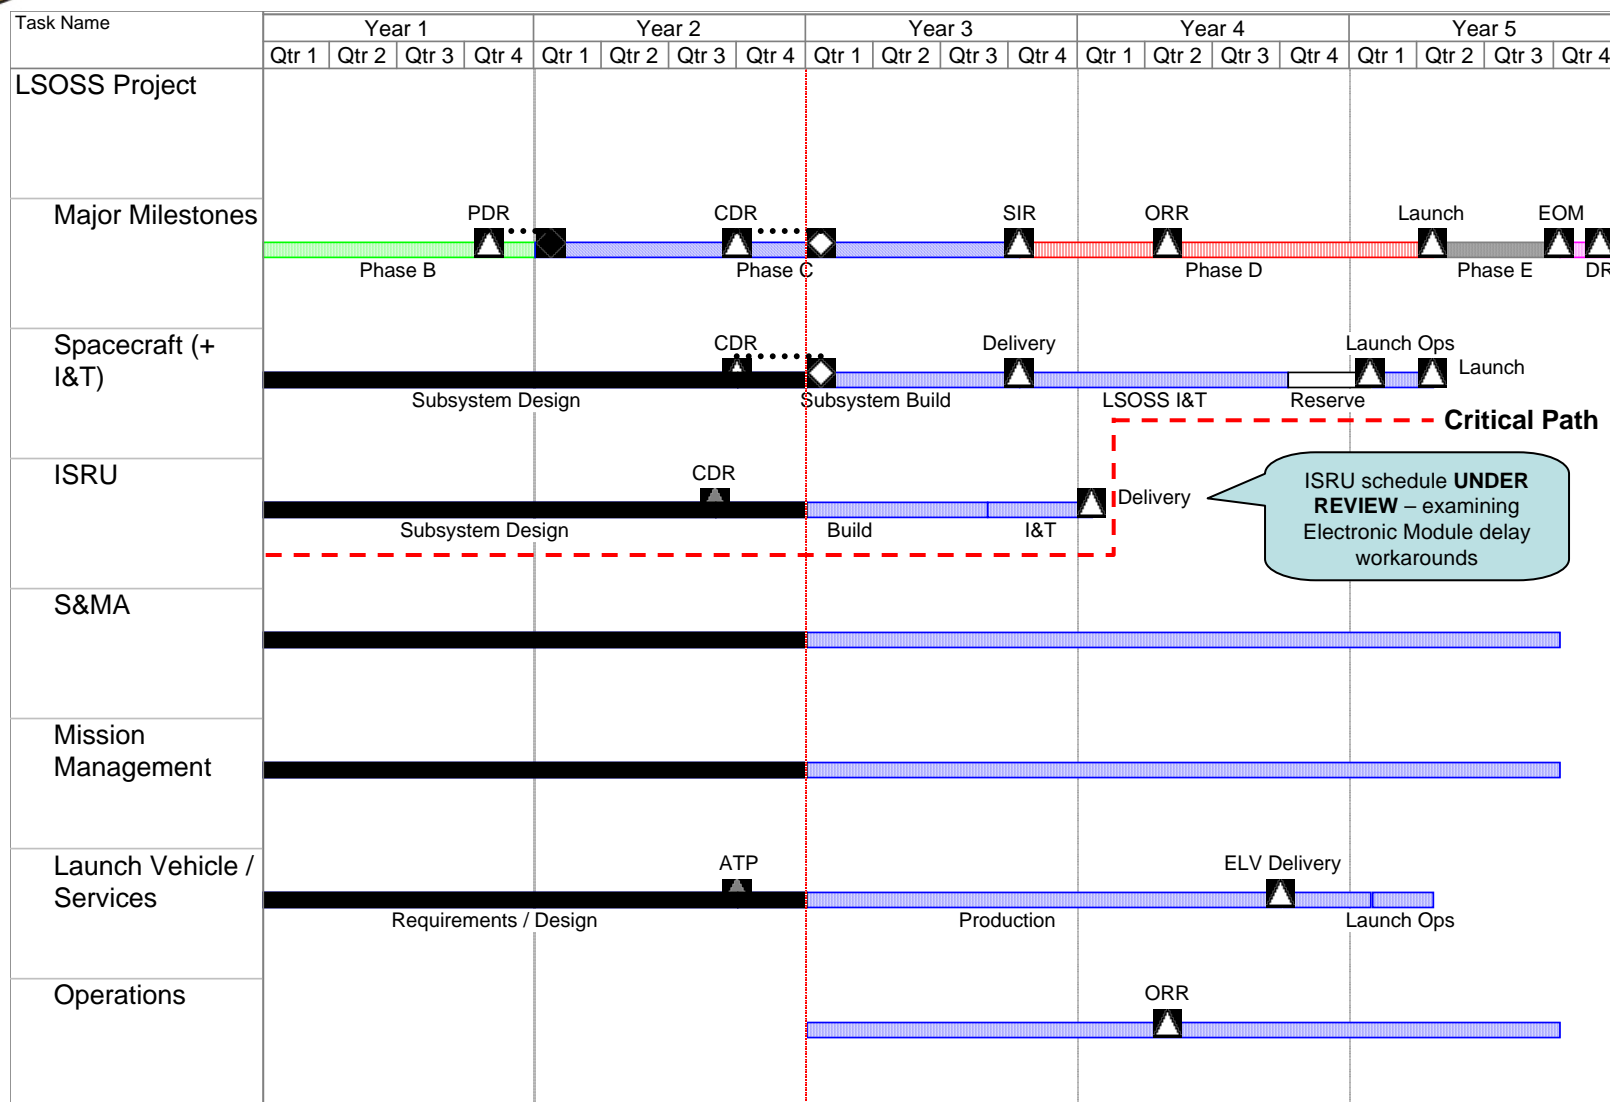 Task Name
Year 1 Year 2 Year 3 Year 4 Year 5
Qtr 1 Qtr 2 Qtr 3 Qtr 4 Qtr 1 Qtr 2 Qtr 3 Qtr 4 Qtr 1 Qtr 2 Qtr 3 Qtr 4 Qtr 1 Qtr 2 Qtr 3 Qtr 4 Qtr 1 Qtr 2 Qtr 3 Qtr 4
LSOSS Project
Major Milestones
PDR CDR SIR ORR Launch EOM
Phase B Phase C Phase D Phase E DR
Spacecraft (+
I&T)
CDR Delivery Launch Ops
Launch
Subsystem Design Subsystem Build LSOSS I&T Reserve
Critical Path
ISRU
CDR
Delivery
Subsystem Design Build I&T
ISRU schedule UNDER
REVIEW – examining
Electronic Module delay
workarounds
S&MA
Mission
Management
Launch Vehicle /
Services
ATP ELV Delivery
Requirements / Design Production Launch Ops
Operations
ORR